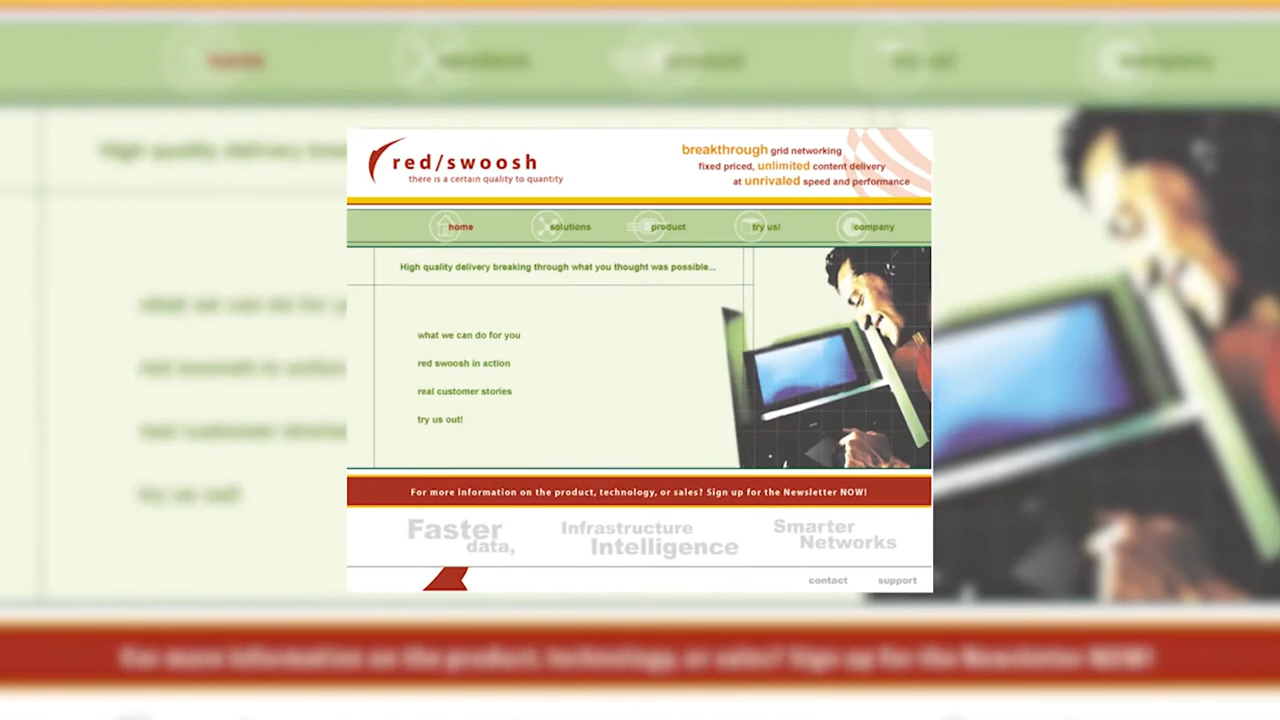 red/swoosh
there is a certain quality to quantity
breakthrough grid networking
fixed priced, unlimited content delivery
at unrivaled speed and performance
home solutions product try us! company
High quality delivery breaking through what you thought was possible...
what we can do for you
red swoosh in action
real customer stories
try us out!
For more information on the product, technology, or sales? Sign up for the Newsletter NOW!
Faster data,
Infrastructure Intelligence
Smarter Networks
contact support